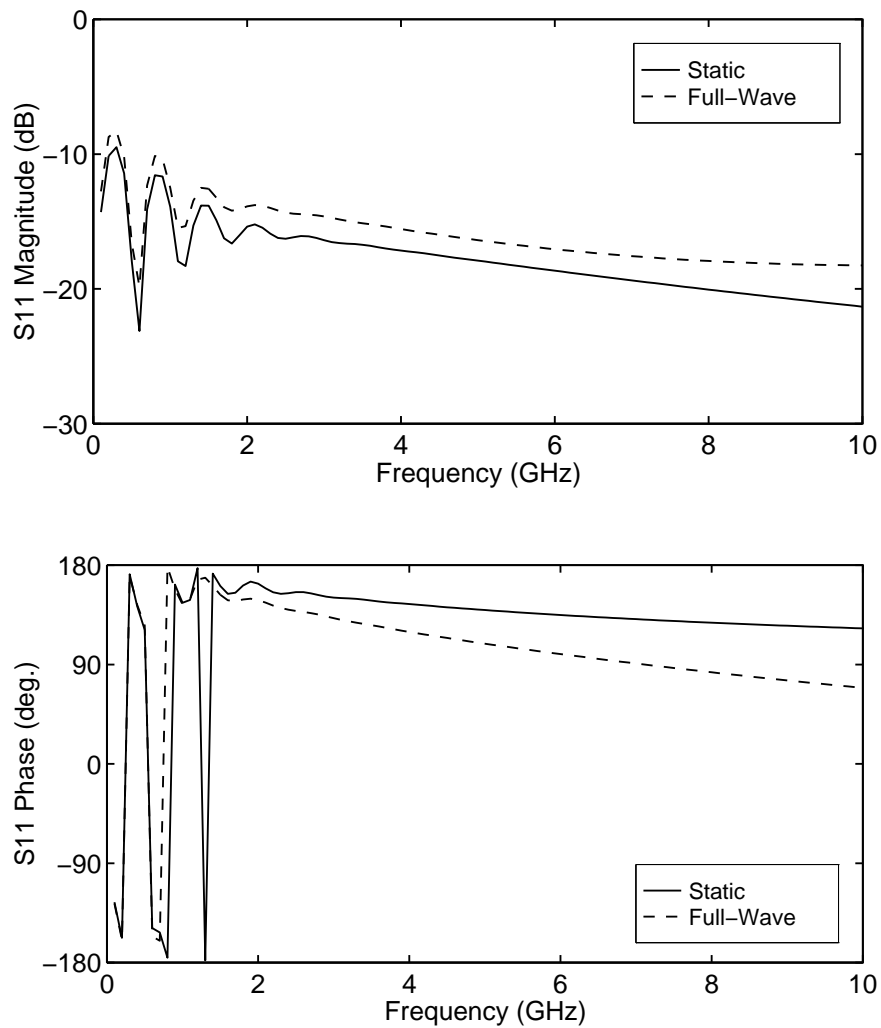 0
−10
−20
−30
S11 Magnitude (dB)
Static
Full−Wave
0 2 4 6 8 10
Frequency (GHz)
180
90
0
−90
−180
S11 Phase (deg.)
Static
Full−Wave
0 2 4 6 8 10
Frequency (GHz)